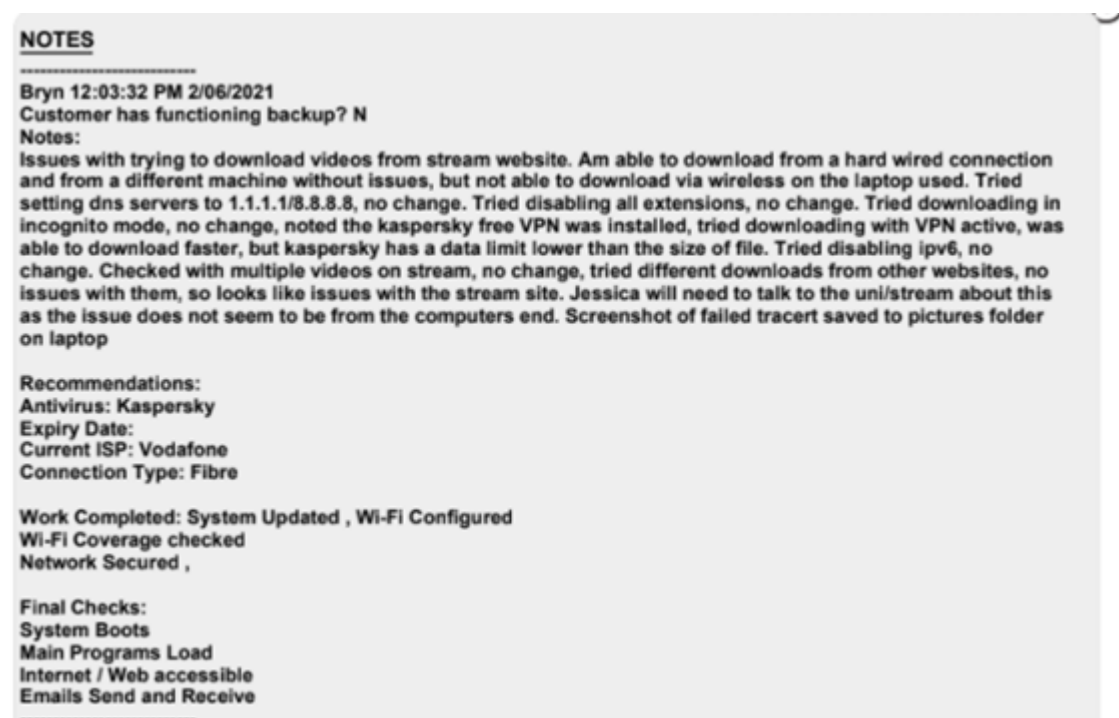 NOTES
----------------------------
Bryn 12:03:32 PM 2/06/2021
Customer has functioning backup? N
Notes:
Issues with trying to download videos from stream website. Am able to download from a hard wired connection
and from a different machine without issues, but not able to download via wireless on the laptop used. Tried
setting dns servers to 1.1.1.1/8.8.8.8, no change. Tried disabling all extensions, no change. Tried downloading in
incognito mode, no change, noted the kaspersky free VPN was installed, tried downloading with VPN active, was
able to download faster, but kaspersky has a data limit lower than the size of file. Tried disabling ipv6, no
change. Checked with multiple videos on stream, no change, tried different downloads from other websites, no
issues with them, so looks like issues with the stream site. Jessica will need to talk to the uni/stream about this
as the issue does not seem to be from the computers end. Screenshot of failed tracert saved to pictures folder
on laptop
Recommendations:
Antivirus: Kaspersky
Expiry Date:
Current ISP: Vodafone
Connection Type: Fibre
Work Completed: System Updated , Wi-Fi Configured
Wi-Fi Coverage checked
Network Secured ,
Final Checks:
System Boots
Main Programs Load
Internet / Web accessible
Emails Send and Receive